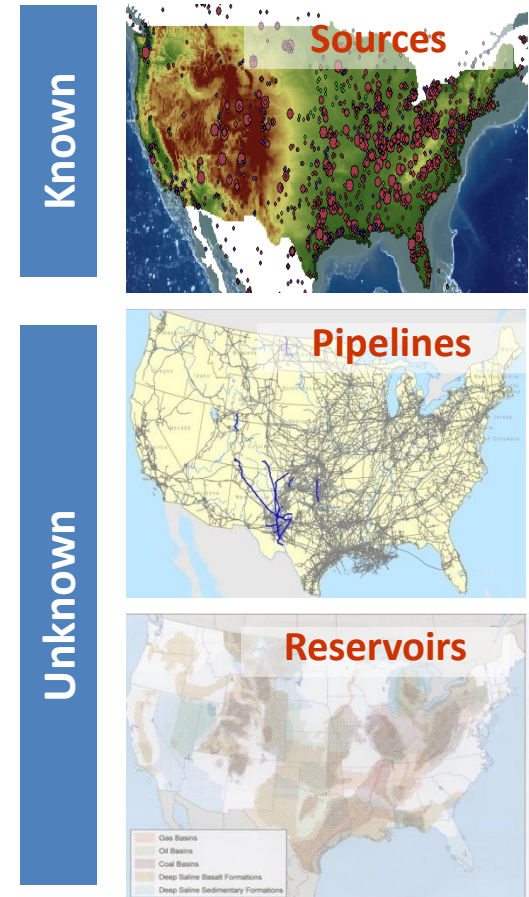 Known
Sources
Unknown
Pipelines
Reservoirs
Gas Basins
Oil Basins
Coal Basins
Deep Saline Basalt Formations
Deep Saline Sedimentary Formations